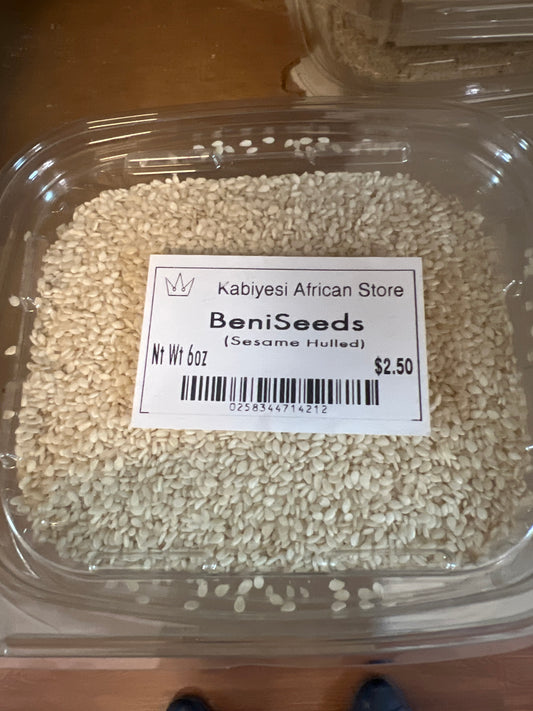 Kabiyesi African Store
BeniSeeds
(Sesame Hulled)
Nt Wt 6oz
$2.50
0258344714212